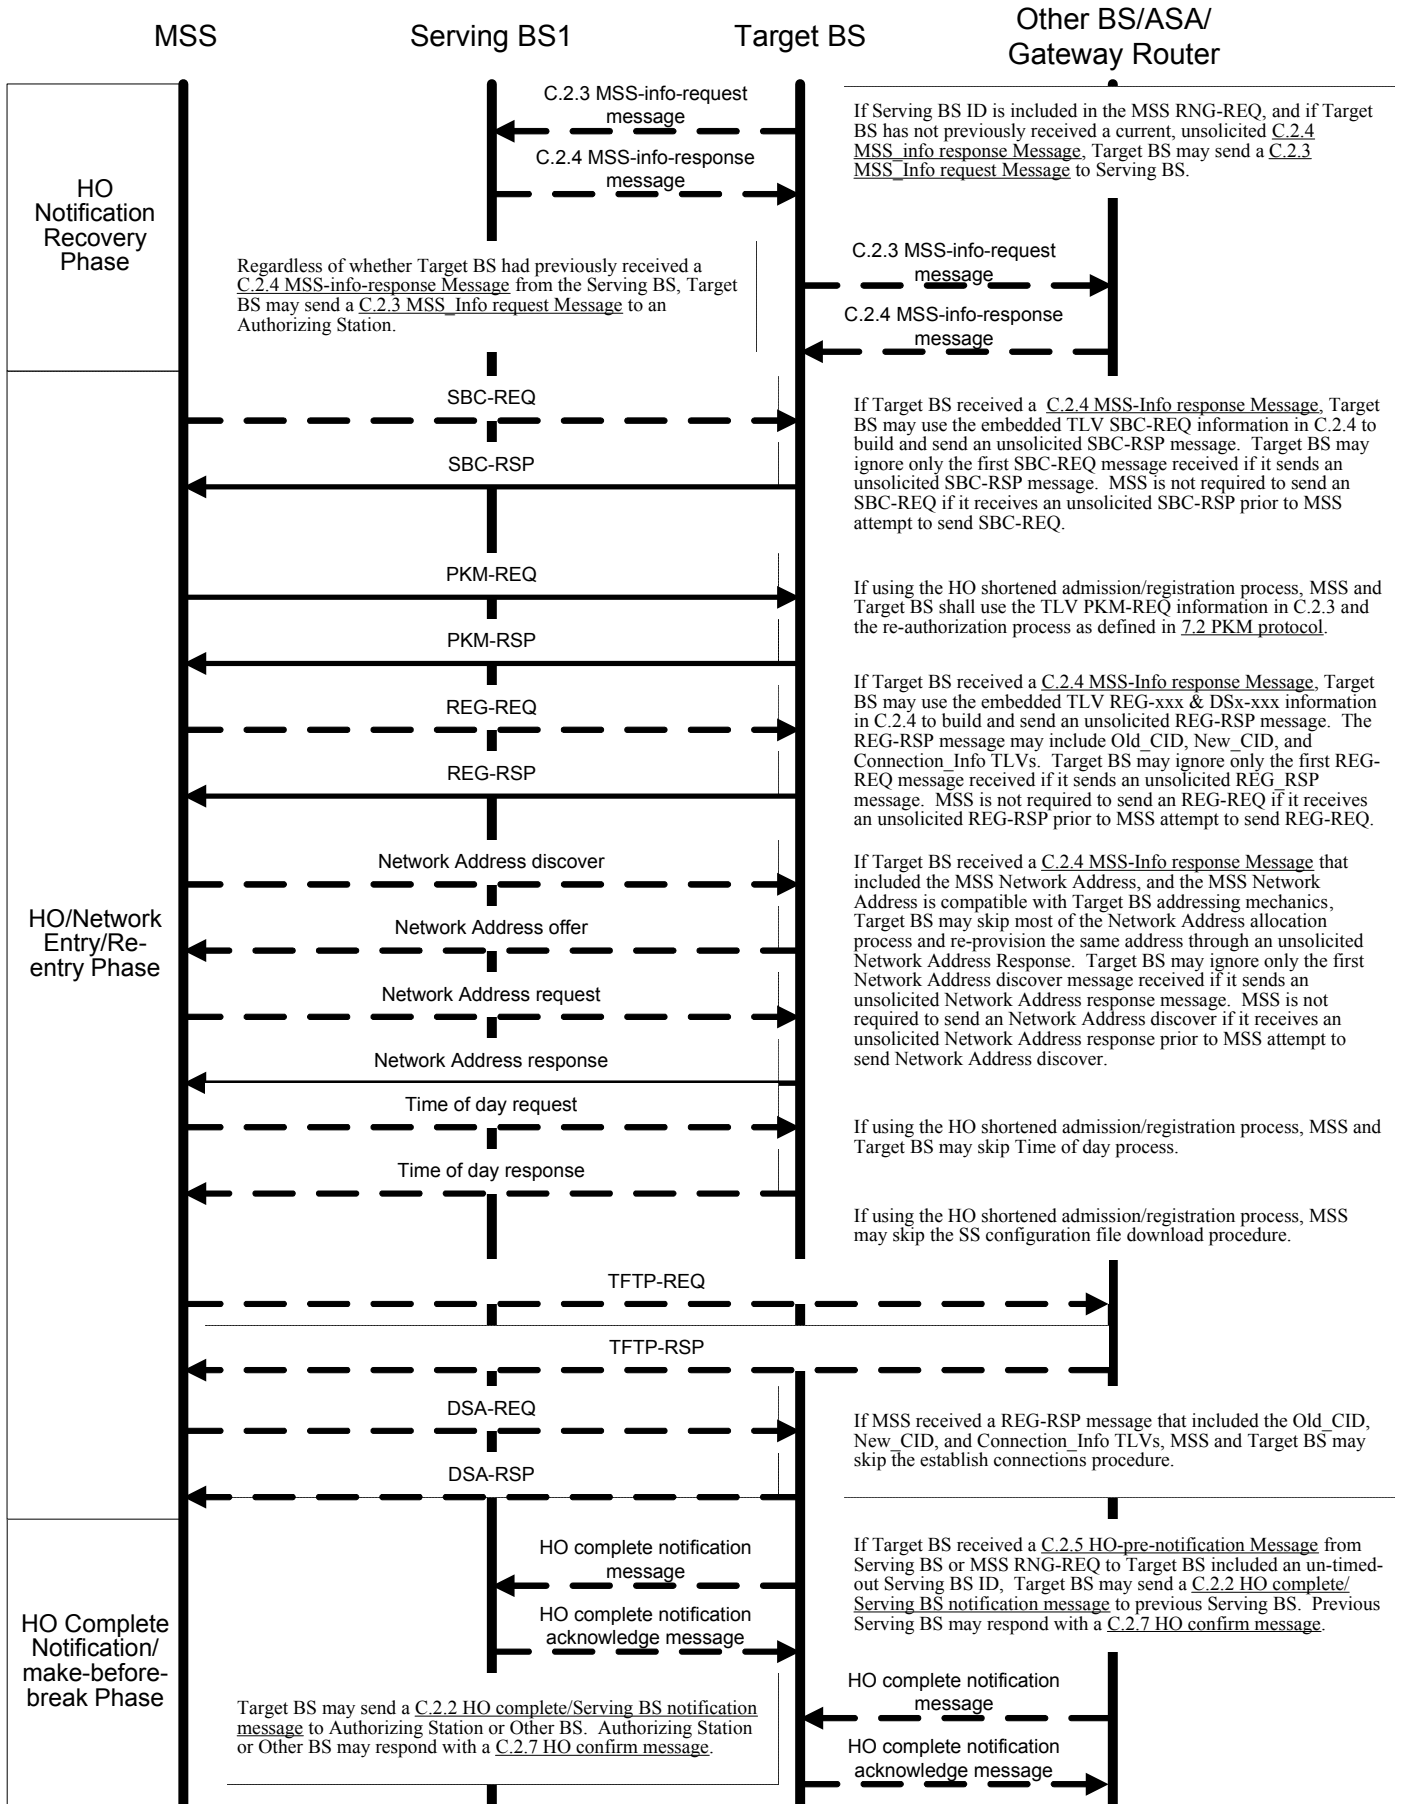 MSS
Serving BS1
Target BS
Other BS/ASA/
Gateway Router
HO
Notification
Recovery
Phase
C.2.3 MSS-info-request
message
C.2.4 MSS-info-response
message
If Serving BS ID is included in the MSS RNG-REQ, and if Target
BS has not previously received a current, unsolicited C.2.4
MSS_info response Message, Target BS may send a C.2.3
MSS_Info request Message to Serving BS.
Regardless of whether Target BS had previously received a
C.2.4 MSS-info-response Message from the Serving BS, Target
BS may send a C.2.3 MSS_Info request Message to an
Authorizing Station.
C.2.3 MSS-info-request
message
C.2.4 MSS-info-response
message
HO/Network
Entry/Re-
entry Phase
SBC-REQ
SBC-RSP
If Target BS received a C.2.4 MSS-Info response Message, Target
BS may use the embedded TLV SBC-REQ information in C.2.4 to
build and send an unsolicited SBC-RSP message. Target BS may
ignore only the first SBC-REQ message received if it sends an
unsolicited SBC-RSP message. MSS is not required to send an
SBC-REQ if it receives an unsolicited SBC-RSP prior to MSS
attempt to send SBC-REQ.
PKM-REQ
PKM-RSP
If using the HO shortened admission/registration process, MSS and
Target BS shall use the TLV PKM-REQ information in C.2.3 and
the re-authorization process as defined in 7.2 PKM protocol.
REG-REQ
REG-RSP
If Target BS received a C.2.4 MSS-Info response Message, Target
BS may use the embedded TLV REG-xxx & DSx-xxx information
in C.2.4 to build and send an unsolicited REG-RSP message. The
REG-RSP message may include Old_CID, New_CID, and
Connection_Info TLVs. Target BS may ignore only the first REG-
REQ message received if it sends an unsolicited REG_RSP
message. MSS is not required to send an REG-REQ if it receives
an unsolicited REG-RSP prior to MSS attempt to send REG-REQ.
Network Address discover
Network Address offer
Network Address request
Network Address response
If Target BS received a C.2.4 MSS-Info response Message that
included the MSS Network Address, and the MSS Network
Address is compatible with Target BS addressing mechanics,
Target BS may skip most of the Network Address allocation
process and re-provision the same address through an unsolicited
Network Address Response. Target BS may ignore only the first
Network Address discover message received if it sends an
unsolicited Network Address response message. MSS is not
required to send an Network Address discover if it receives an
unsolicited Network Address response prior to MSS attempt to
send Network Address discover.
Time of day request
Time of day response
If using the HO shortened admission/registration process, MSS and
Target BS may skip Time of day process.
If using the HO shortened admission/registration process, MSS
may skip the SS configuration file download procedure.
TFTP-REQ
TFTP-RSP
DSA-REQ
DSA-RSP
If MSS received a REG-RSP message that included the Old_CID,
New_CID, and Connection_Info TLVs, MSS and Target BS may
skip the establish connections procedure.
HO Complete
Notification/
make-before-
break Phase
HO complete notification
message
HO complete notification
acknowledge message
If Target BS received a C.2.5 HO-pre-notification Message from
Serving BS or MSS RNG-REQ to Target BS included an un-timed-
out Serving BS ID, Target BS may send a C.2.2 HO complete/
Serving BS notification message to previous Serving BS. Previous
Serving BS may respond with a C.2.7 HO confirm message.
Target BS may send a C.2.2 HO complete/Serving BS notification
message to Authorizing Station or Other BS. Authorizing Station
or Other BS may respond with a C.2.7 HO confirm message.
HO complete notification
message
HO complete notification
acknowledge message